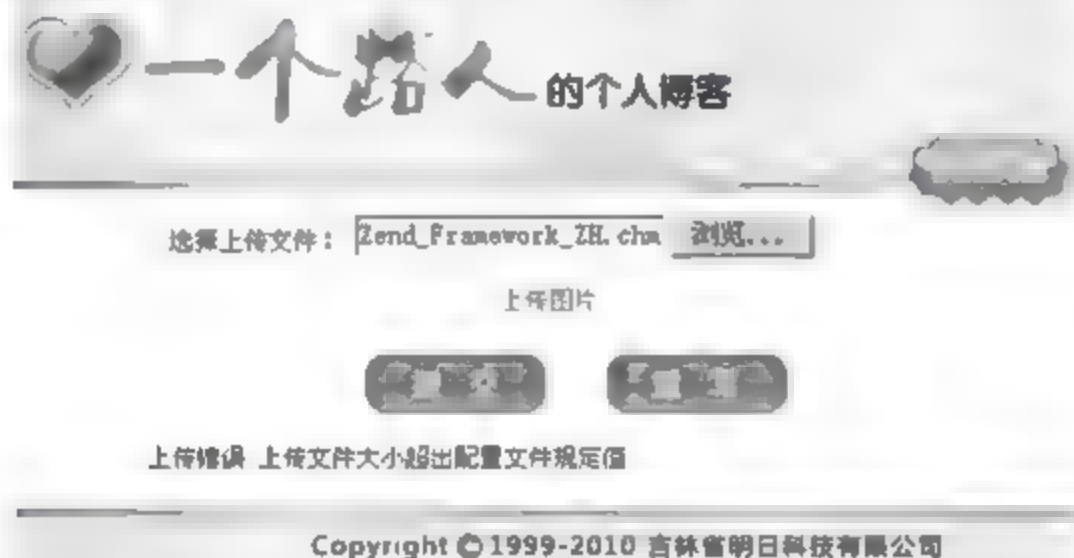 一个路人的个人博客
选择上传文件： Zend_Framework_ZH.chm 浏览...
上传图片
上传错误 上传文件大小超出配置文件规定值
Copyright © 1999-2010 吉林省明日科技有限公司